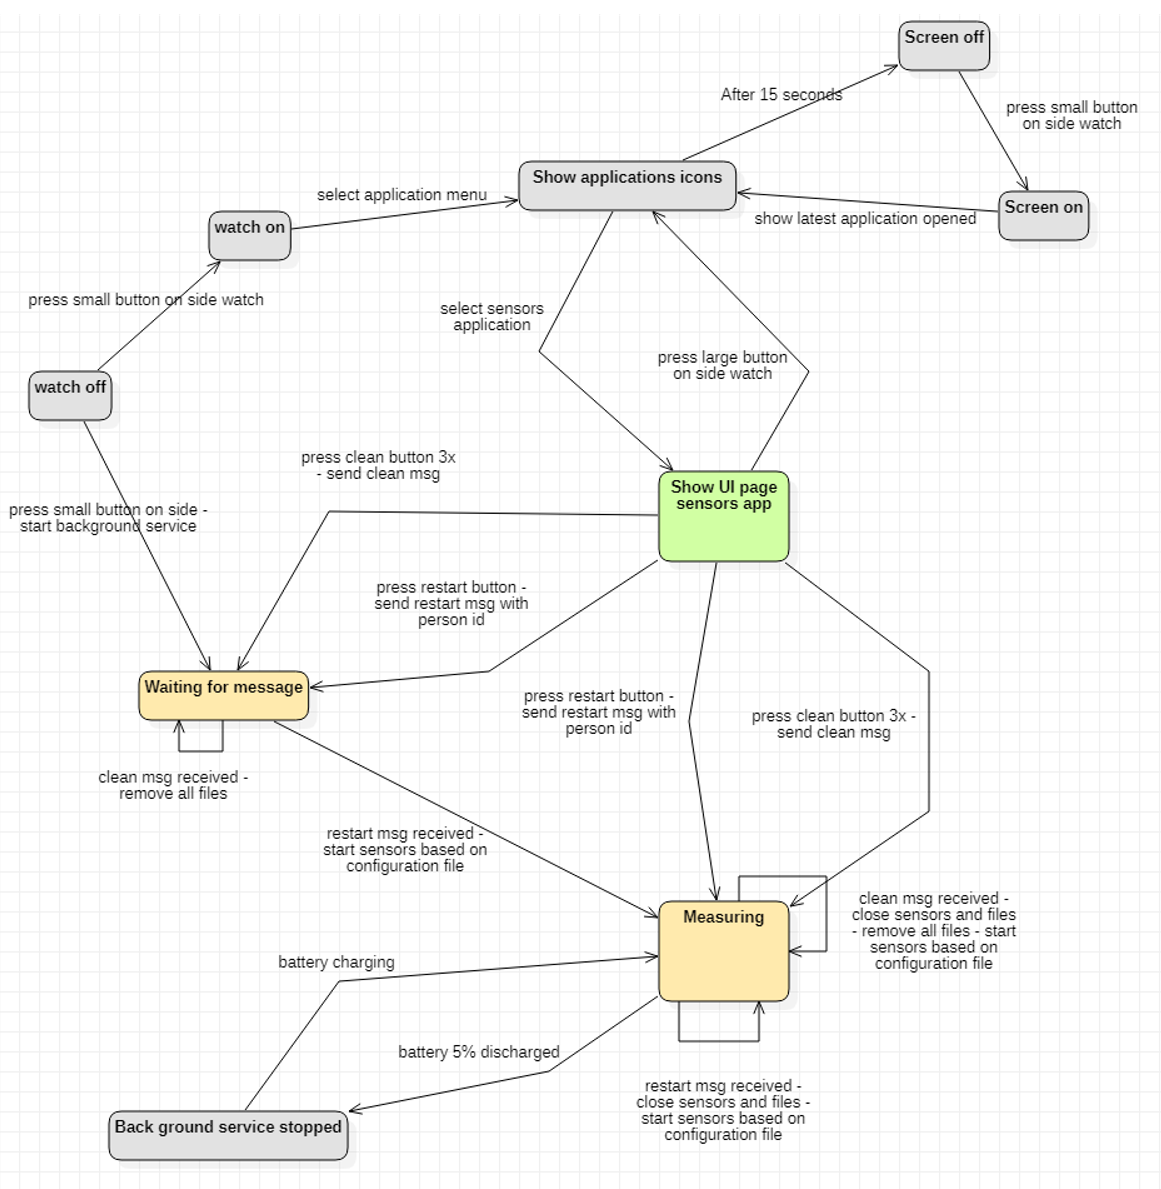 Screen off
After 15 seconds
press small button
on side watch
Show applications icons
select application menu
Screen on
show latest application opened
watch on
press small button on side watch
select sensors
application
press large button
on side watch
watch off
press clean button 3x
- send clean msg
Show UI page
sensors app
press small button on side -
start background service
press restart button -
send restart msg with
person id
Waiting for message
press restart button -
send restart msg with
person id
press clean button 3x -
send clean msg
clean msg received -
remove all files
restart msg received -
start sensors based on
configuration file
Measuring
clean msg received -
close sensors and files
- remove all files - start
sensors based on
configuration file
battery charging
battery 5% discharged
restart msg received -
close sensors and files -
start sensors based on
configuration file
Back ground service stopped